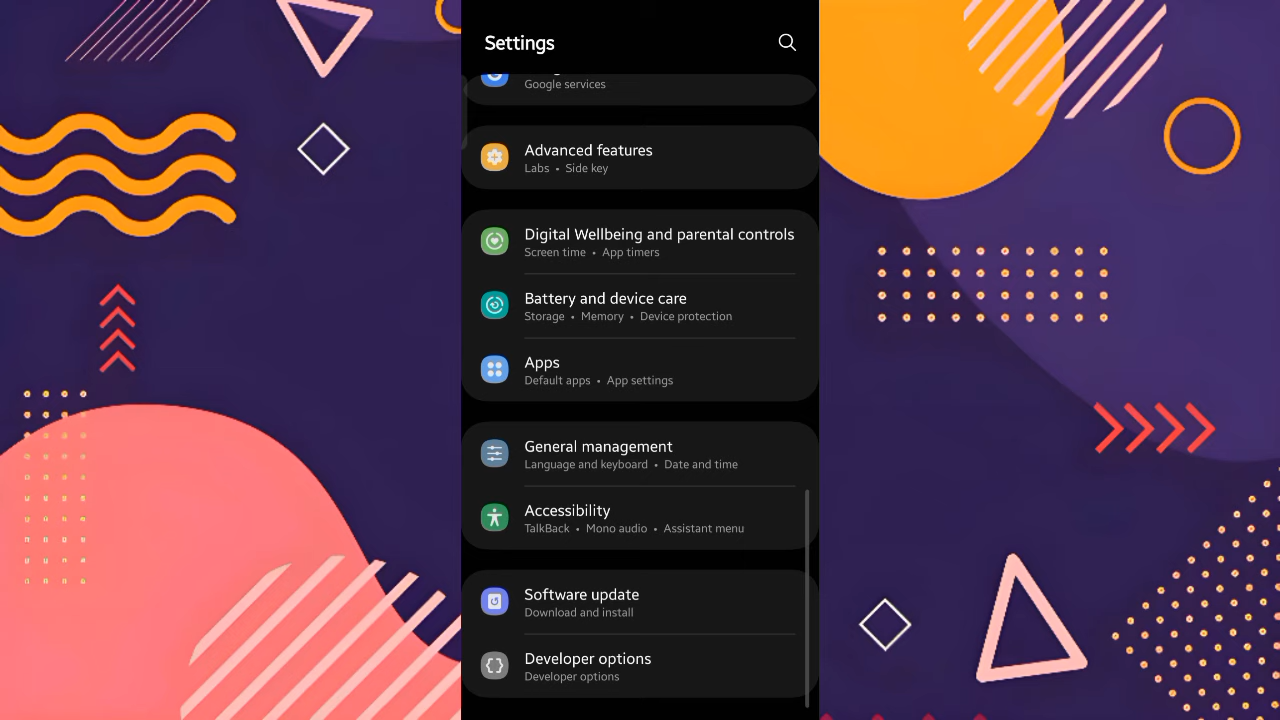 Settings
Google services
Advanced features
Labs • Side key
Digital Wellbeing and parental controls
Screen time • App timers
Battery and device care
Storage • Memory • Device protection
Apps
Default apps • App settings
General management
Language and keyboard • Date and time
Accessibility
TalkBack • Mono audio • Assistant menu
Software update
Download and install
Developer options
Developer options